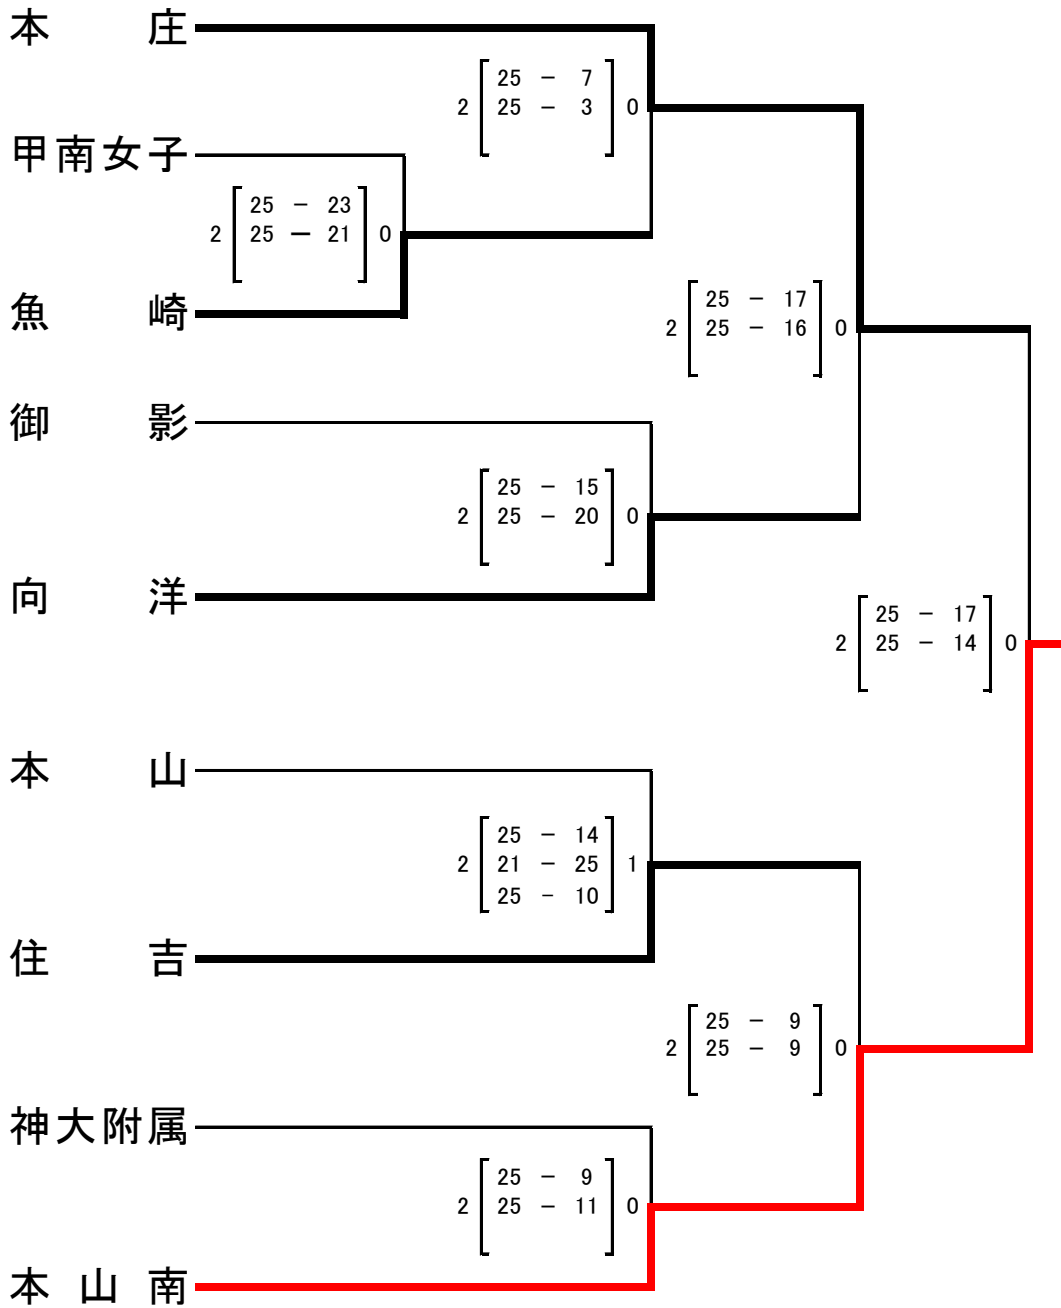 本庄
25 － 7
2 25 － 3 0
甲南女子
25 － 23
2 25 － 21 0
魚崎
25 － 17
2 25 － 16 0
御影
25 － 15
2 25 － 20 0
向洋
25 － 17
2 25 － 14 0
本山
25 － 14
2 21 － 25 1
25 － 10
住吉
25 － 9
2 25 － 9 0
神大附属
25 － 9
2 25 － 11 0
本山南